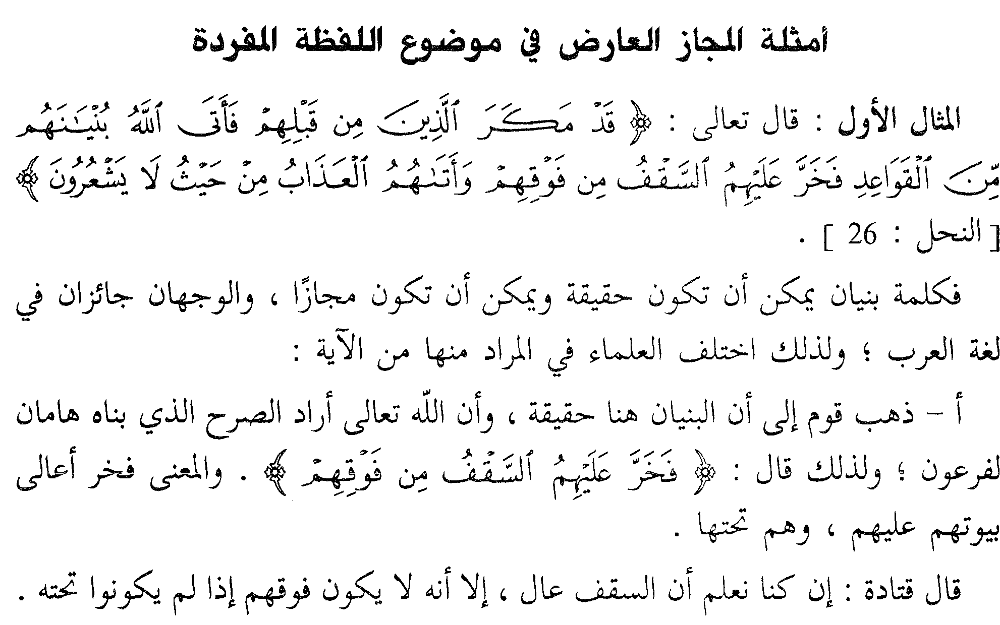 أمثلة المجاز العارض في موضوع اللفظة المفردة
المثال الأول : قال تعالى : ﴿ قَدْ مَكَرَ ٱلَّذِينَ مِن قَبْلِهِمْ فَأَتَى ٱللَّهُ بُنْيَـٰنَهُم
مِّنَ ٱلْقَوَاعِدِ فَخَرَّ عَلَيْهِمُ ٱلسَّقْفُ مِن فَوْقِهِمْ وَأَتَىٰهُمُ ٱلْعَذَابُ مِنْ حَيْثُ لَا يَشْعُرُونَ ﴾
[ النحل : 26 ] .
فكلمة بنيان يمكن أن تكون حقيقة ويمكن أن تكون مجازًا ، والوجهان جائزان في
لغة العرب ؛ ولذلك اختلف العلماء في المراد منها من الآية :
أ – ذهب قوم إلى أن البنيان هنا حقيقة ، وأن اللّه تعالى أراد الصرح الذي بناه هامان
لفرعون ؛ ولذلك قال : ﴿ فَخَرَّ عَلَيْهِمُ ٱلسَّقْفُ مِن فَوْقِهِمْ ﴾ . والمعنى فخر أعالى
بيوتهم عليهم ، وهم تحتها .
قال قتادة : إن كنا نعلم أن السقف عال ، إلا أنه لا يكون فوقهم إذا لم يكونوا تحته .